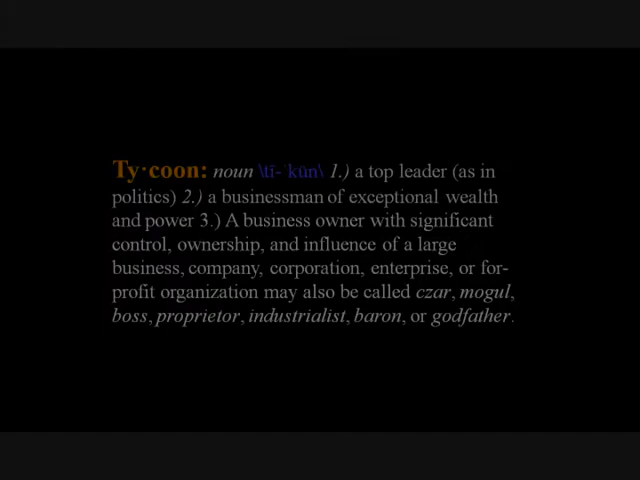 Ty·coon: noun \tī-ˈkün\ 1.) a top leader (as in
politics) 2.) a businessman of exceptional wealth
and power 3.) A business owner with significant
control, ownership, and influence of a large
business, company, corporation, enterprise, or for-
profit organization may also be called czar, mogul,
boss, proprietor, industrialist, baron, or godfather.